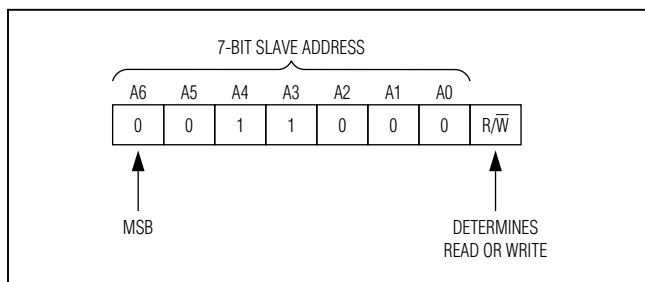 7-BIT SLAVE ADDRESS
A6 A5 A4 A3 A2 A1 A0
0 0 1 1 0 0 0 R/W̅
MSB
DETERMINES
READ OR WRITE